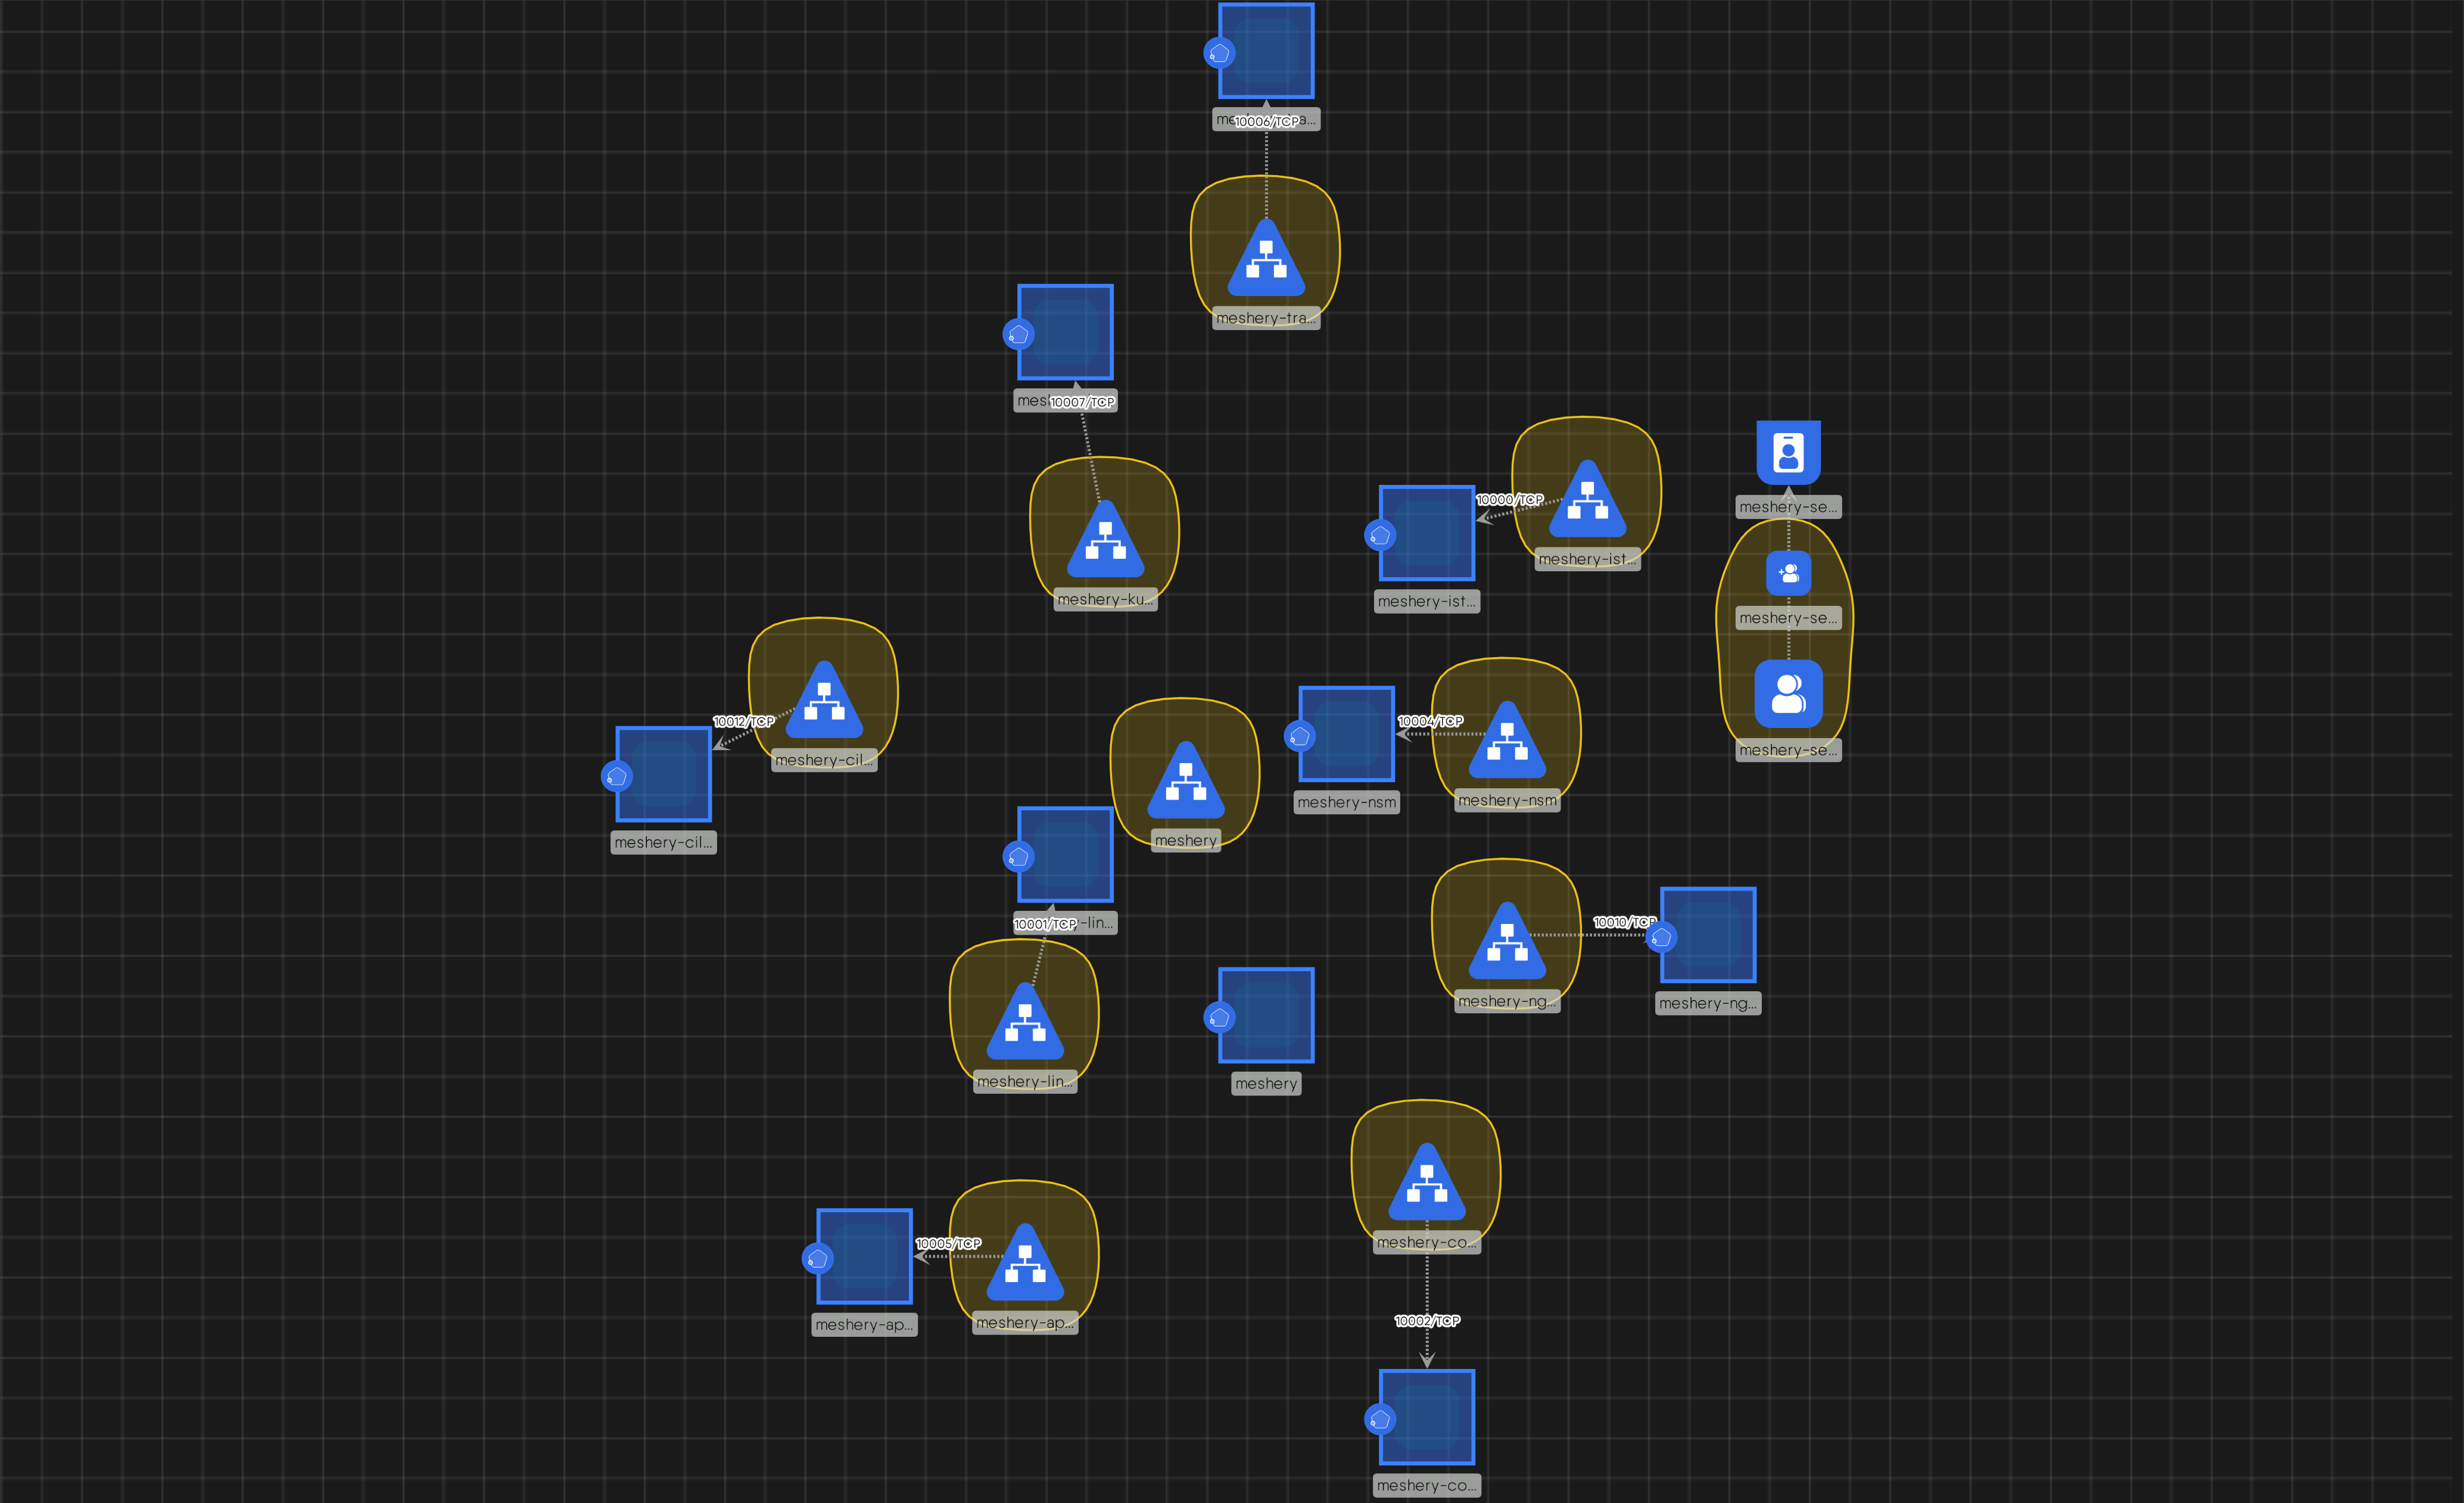 10006/TCP
meshery-tra...
10007/TCP
10000/TCP
meshery-se...
meshery-ist...
meshery-ku...
meshery-ist...
meshery-se...
10012/TCP
10004/TCP
meshery-se...
meshery-cil...
meshery-nsm
meshery-nsm
meshery-cil...
meshery
10001/TCP
-lin...
10010/TCP
meshery-ng...
meshery-ng...
meshery-lin...
meshery
meshery-co...
10005/TCP
meshery-ap...
meshery-ap...
10002/TCP
meshery-co...